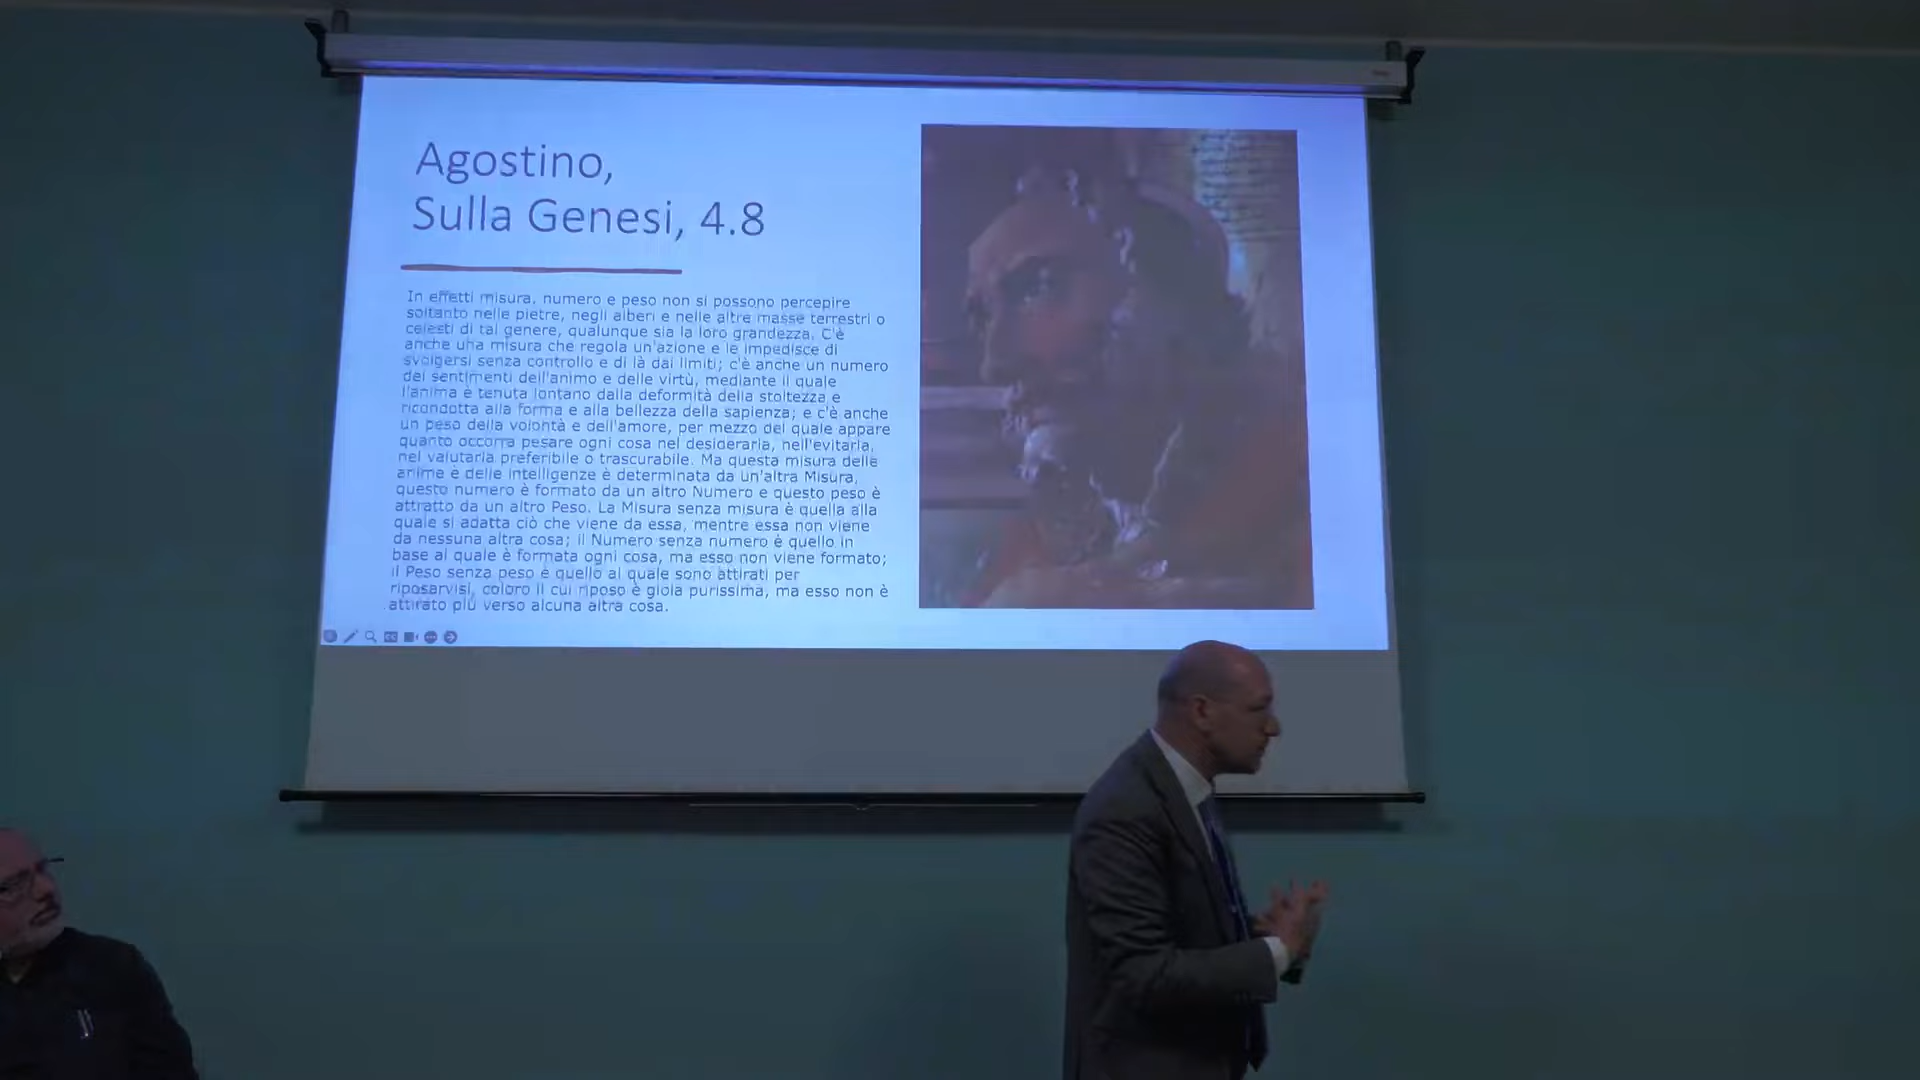 Agostino,
Sulla Genesi, 4.8
In effetti misura, numero e peso non si possono percepire
soltanto nelle pietre, negli alberi e nelle altre masse terrestri o
celesti di tal genere, qualunque sia la loro grandezza. C'è
anche una misura che regola un'azione e le impedisce di
svolgersi senza controllo e di là dai limiti; c'è anche un numero
dei sentimenti dell'animo e delle virtù, mediante il quale
l'anima è tenuta lontano dalla deformità della stoltezza e
ricondotta alla forma e alla bellezza della sapienza; e c'è anche
un peso della volontà e dell'amore, per mezzo del quale appare
quanto occorra pesare ogni cosa nel desiderarla, nell'evitarla,
nel valutarla preferibile o trascurabile. Ma questa misura delle
anime e delle intelligenze è determinata da un'altra Misura,
questo numero è formato da un altro Numero e questo peso è
attratto da un altro Peso. La Misura senza misura è quella alla
quale si adatta ciò che viene da essa, mentre essa non viene
da nessuna altra cosa; il Numero senza numero è quello in
base al quale è formata ogni cosa, ma esso non viene formato;
il Peso senza peso è quello al quale sono attirati per
riposarvisi, coloro il cui riposo è gioia purissima, ma esso non è
attirato più verso alcuna altra cosa.